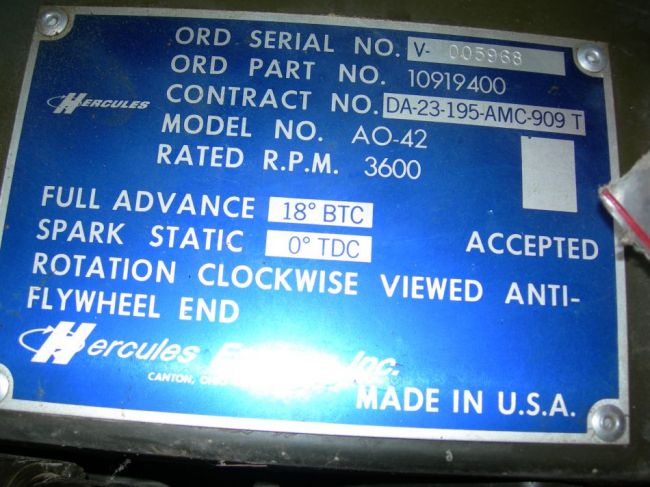 ORD SERIAL NO. V- 005968
ORD PART NO. 10919400
HERCULES
CONTRACT NO. DA-23-195-AMC-909 T
MODEL NO. AO-42
RATED R.P.M. 3600
FULL ADVANCE 18° BTC
SPARK STATIC 0° TDC
ACCEPTED
ROTATION CLOCKWISE VIEWED ANTI-
FLYWHEEL END
Hercules Engines, Inc.
CANTON, OHIO
MADE IN U.S.A.